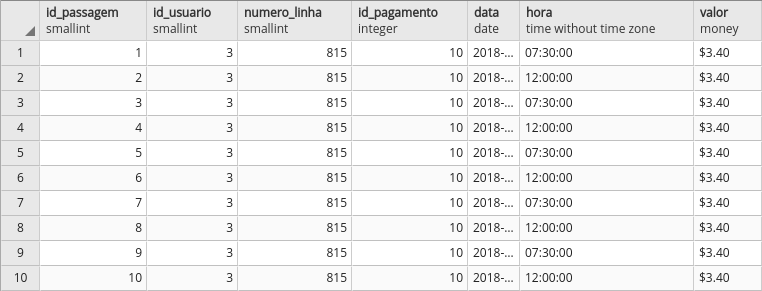 id_passagem id_usuario numero_linha id_pagamento data hora valor
smallint smallint smallint integer date time without time zone money
1 1 3 815 10 2018-... 07:30:00 $3.40
2 2 3 815 10 2018-... 12:00:00 $3.40
3 3 3 815 10 2018-... 07:30:00 $3.40
4 4 3 815 10 2018-... 12:00:00 $3.40
5 5 3 815 10 2018-... 07:30:00 $3.40
6 6 3 815 10 2018-... 12:00:00 $3.40
7 7 3 815 10 2018-... 07:30:00 $3.40
8 8 3 815 10 2018-... 12:00:00 $3.40
9 9 3 815 10 2018-... 07:30:00 $3.40
10 10 3 815 10 2018-... 12:00:00 $3.40